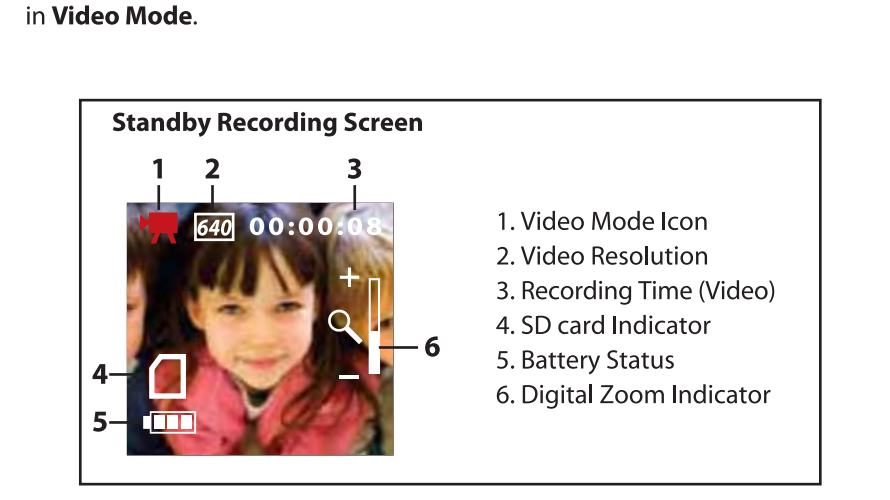 in Video Mode.
Standby Recording Screen
1 2 3
640 00:00:08
+
6
4
–
5
1. Video Mode Icon
2. Video Resolution
3. Recording Time (Video)
4. SD card Indicator
5. Battery Status
6. Digital Zoom Indicator